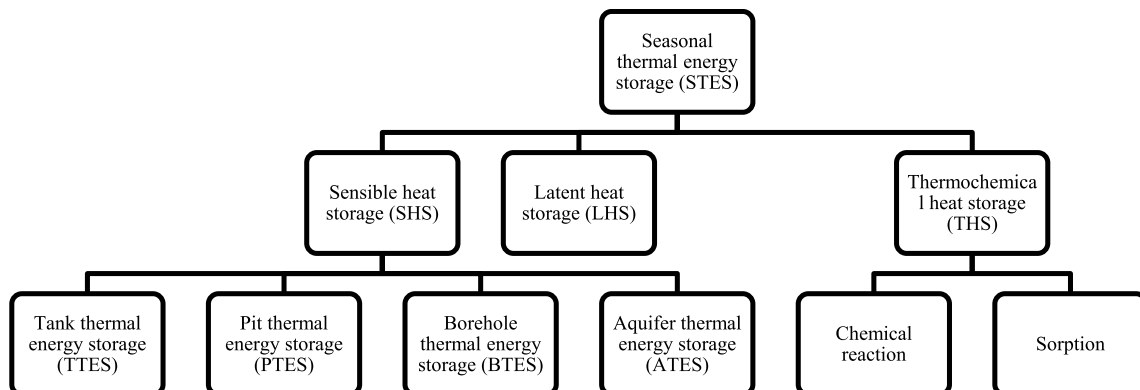 Seasonal
thermal energy
storage (STES)
Sensible heat
storage (SHS)
Latent heat
storage (LHS)
Thermochemica
l heat storage
(THS)
Tank thermal
energy storage
(TTES)
Pit thermal
energy storage
(PTES)
Borehole
thermal energy
storage (BTES)
Aquifer thermal
energy storage
(ATES)
Chemical
reaction
Sorption